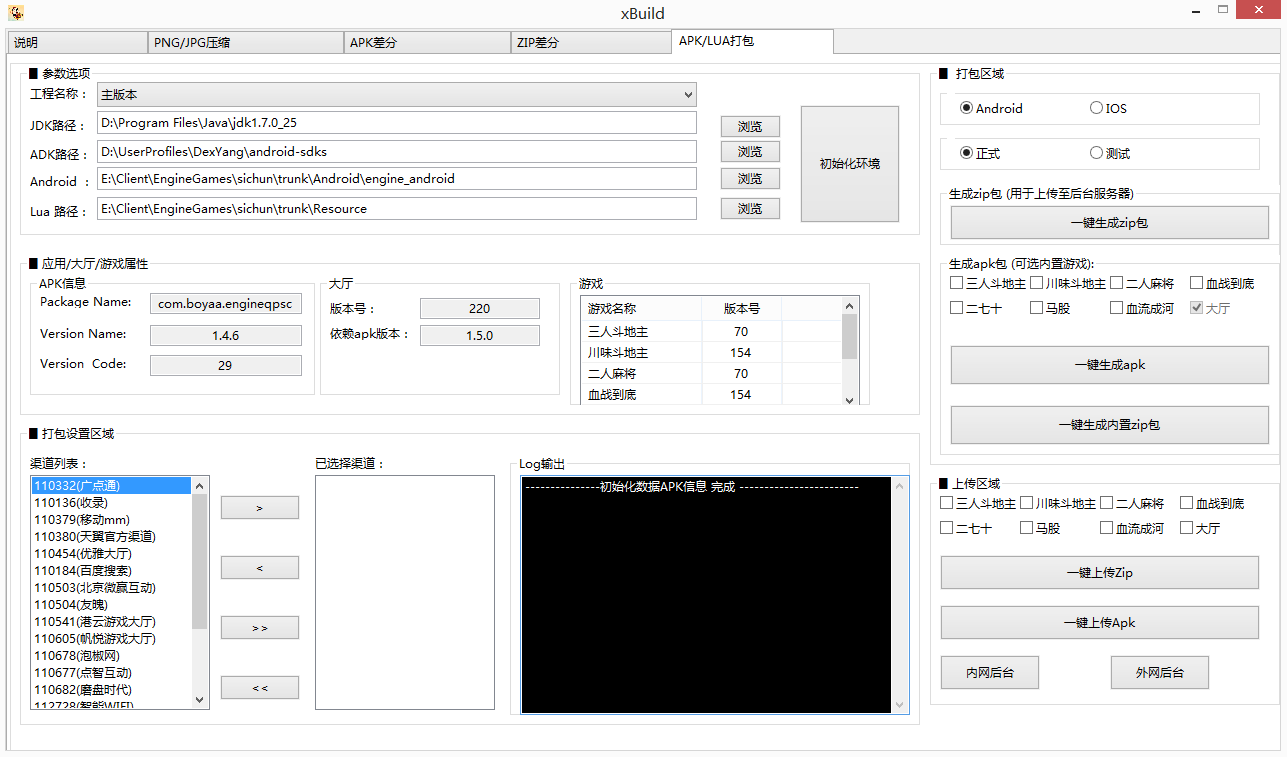 xBuild
说明
PNG/JPG压缩
APK差分
ZIP差分
APK/LUA打包
参数选项
工程名称：
主版本
JDK路径：
D:\Program Files\Java\jdk1.7.0_25
浏览
ADK路径：
D:\UserProfiles\DexYang\android-sdks
浏览
Android ：
E:\Client\EngineGames\sichun\trunk\Android\engine_android
浏览
Lua 路径：
E:\Client\EngineGames\sichun\trunk\Resource
浏览
初始化环境
应用/大厅/游戏属性
APK信息
Package Name:
com.boyaa.engineqpsc
Version Name:
1.4.6
Version Code:
29
大厅
版本号：
220
依赖apk版本：
1.5.0
游戏
游戏名称 版本号
三人斗地主 70
川味斗地主 154
二人麻将 70
血战到底 154
打包设置区域
渠道列表：
110332(广点通)
110136(收录)
110379(移动mm)
110380(天翼官方渠道)
110454(优雅大厅)
110184(百度搜索)
110503(北京微赢互动)
110504(友魄)
110541(港云游戏大厅)
110605(帆悦游戏大厅)
110678(泡椒网)
110677(点智互动)
110682(磨盘时代)
112728(智能WIFI)
>
<
>>
<<
已选择渠道：
Log输出
---------------初始化数据APK信息 完成 ------------------------
打包区域
Android
IOS
正式
测试
生成zip包 (用于上传至后台服务器)
一键生成zip包
生成apk包 (可选内置游戏):
三人斗地主 川味斗地主 二人麻将 血战到底
二七十 马股 血流成河 大厅
一键生成apk
一键生成内置zip包
上传区域
三人斗地主 川味斗地主 二人麻将 血战到底
二七十 马股 血流成河 大厅
一键上传Zip
一键上传Apk
内网后台
外网后台